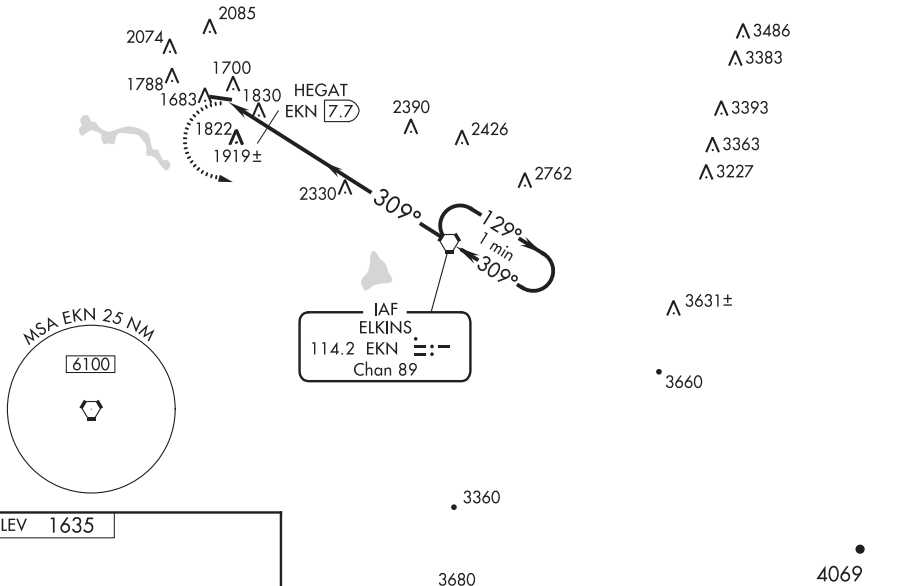 2085
2074
3486
3383
1788
1700
1683
1830
HEGAT
EKN 7.7
2390
3393
1822
2426
3363
1919±
2762
3227
2330
309°
129°
1 min
309°
3631±
IAF
ELKINS
114.2 EKN
Chan 89
MSA EKN 25 NM
6100
3660
3360
LEV 1635
3680
4069